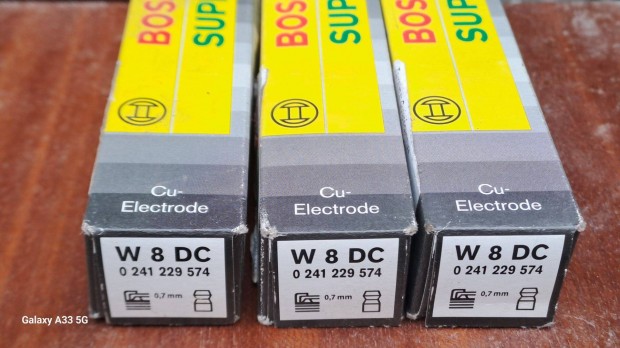 BOS
SUP
BOS
SUP
BOS
SUP
Cu-
Electrode
Cu-
Electrode
Cu-
Electrode
W 8 DC
0 241 229 574
0,7 mm
W 8 DC
0 241 229 574
0,7 mm
W 8 DC
0 241 229 574
0,7 mm
Galaxy A33 5G